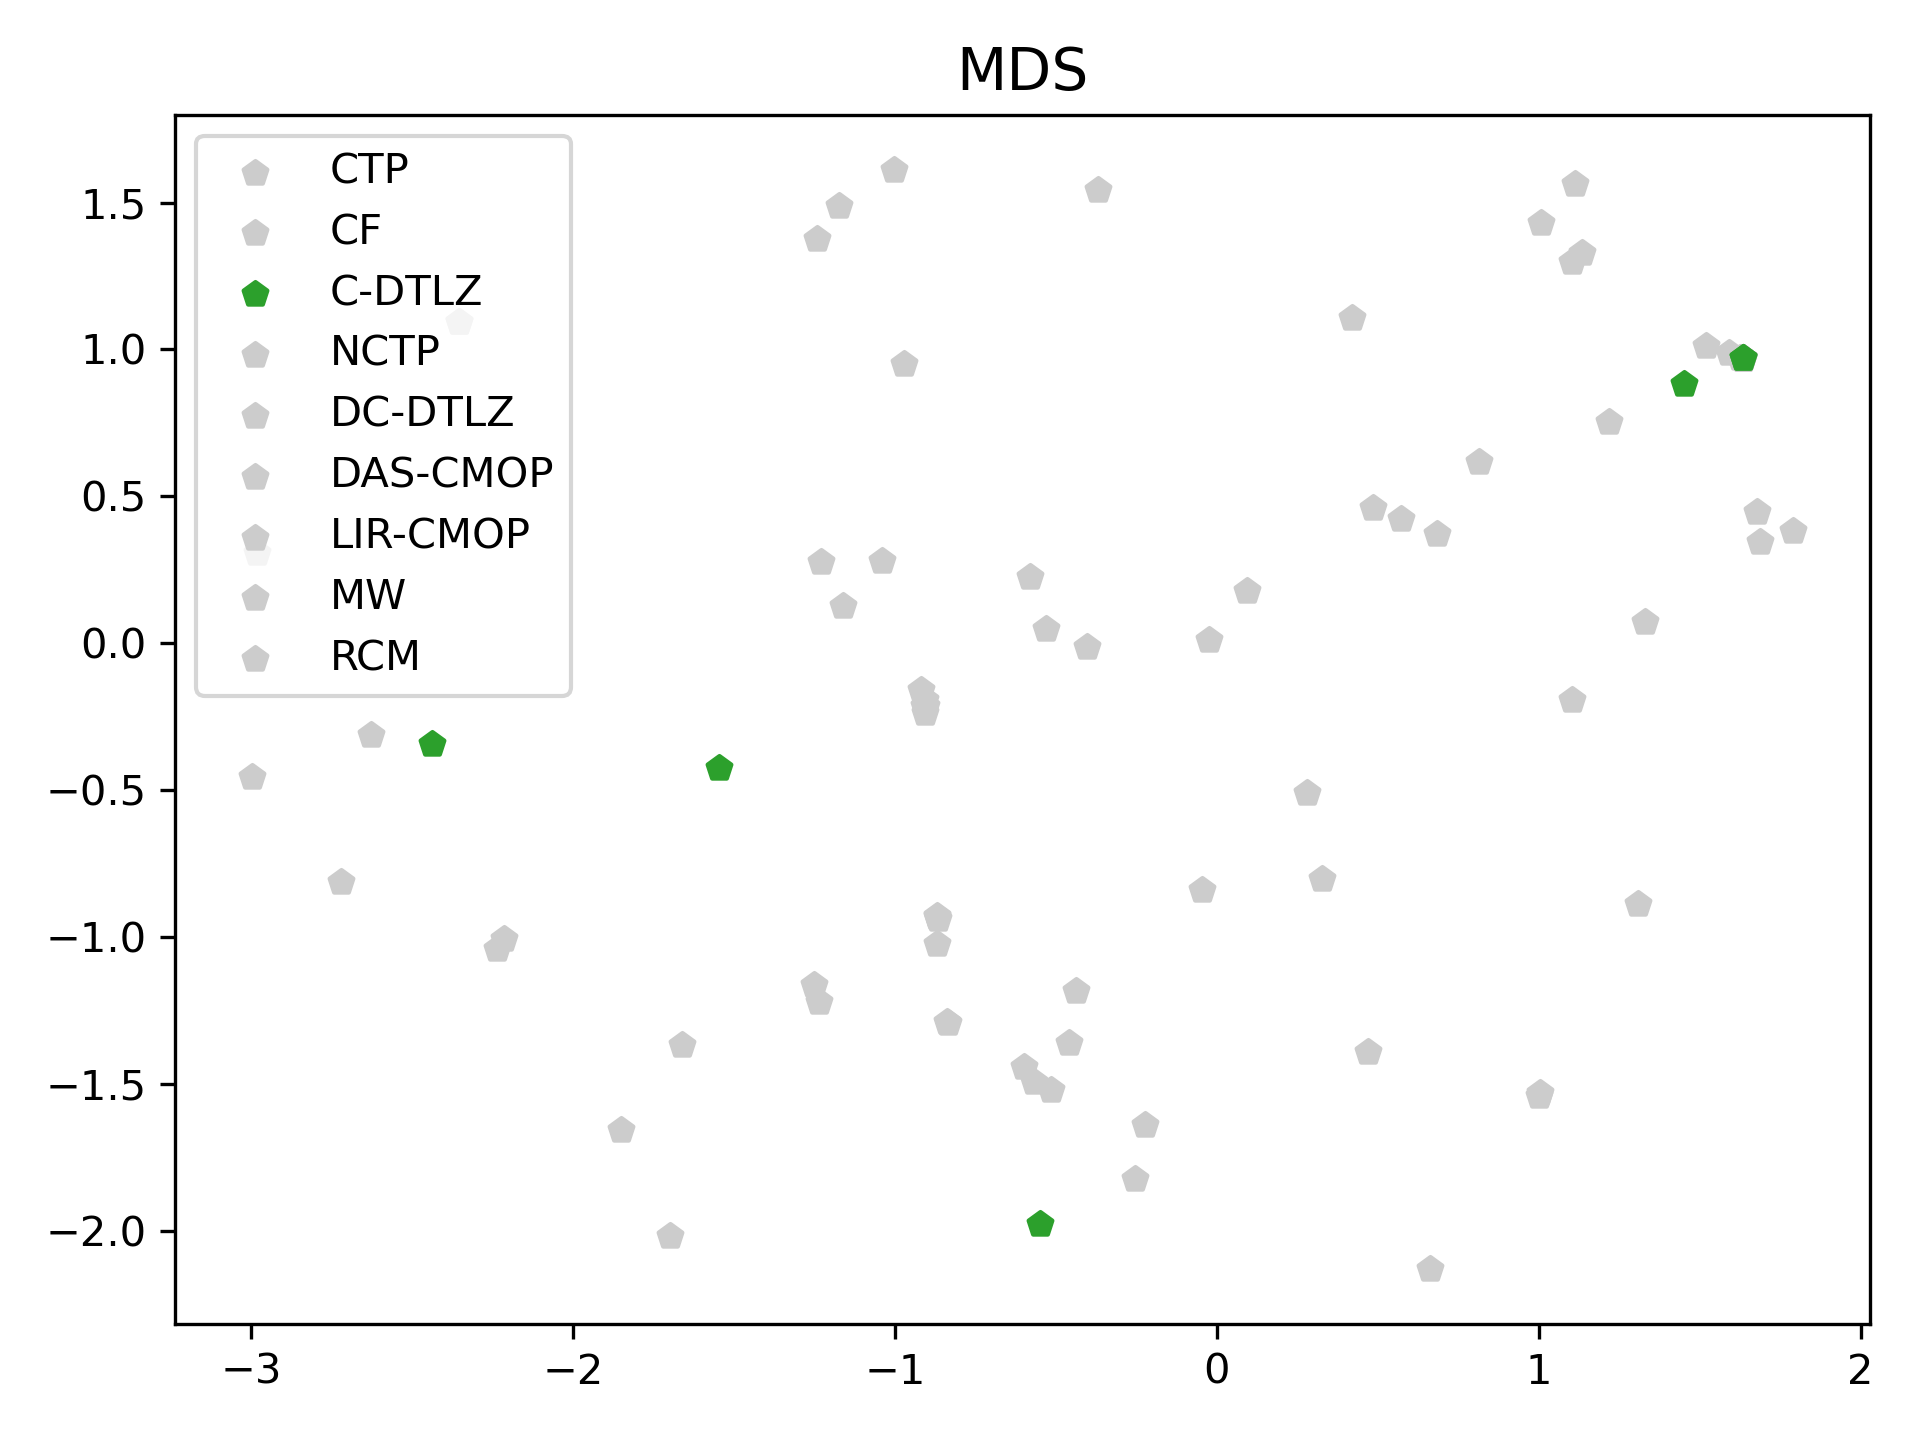 MDS
CTP
CF
C-DTLZ
NCTP
DC-DTLZ
DAS-CMOP
LIR-CMOP
MW
RCM
1.5
1.0
0.5
0.0
−0.5
−1.0
−1.5
−2.0
−3 −2 −1 0 1 2